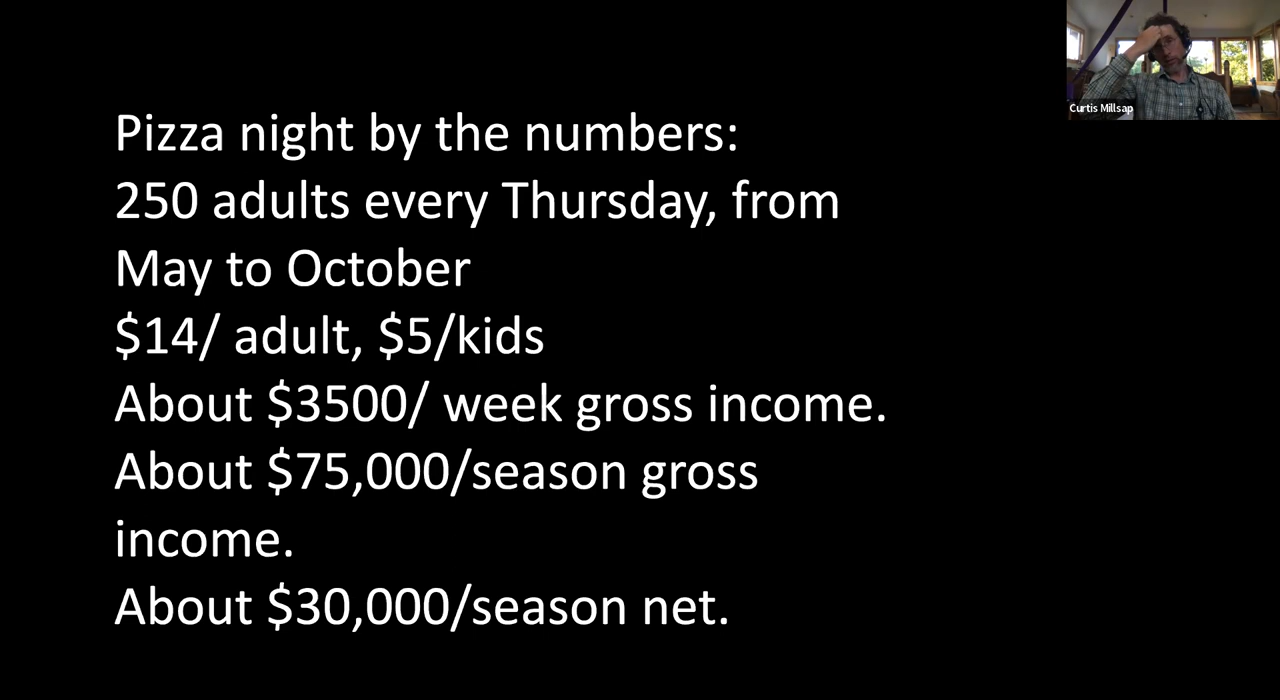 Curtis Millsap
Pizza night by the numbers:
250 adults every Thursday, from
May to October
$14/ adult, $5/kids
About $3500/ week gross income.
About $75,000/season gross
income.
About $30,000/season net.